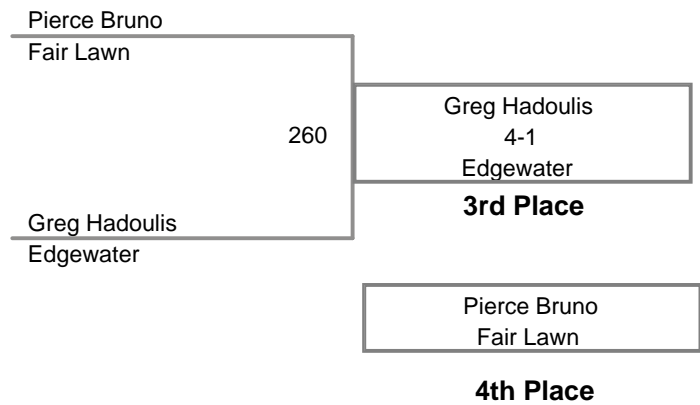 Pierce Bruno
Fair Lawn
260
Greg Hadoulis
4-1
Edgewater
3rd Place
Greg Hadoulis
Edgewater
Pierce Bruno
Fair Lawn
4th Place